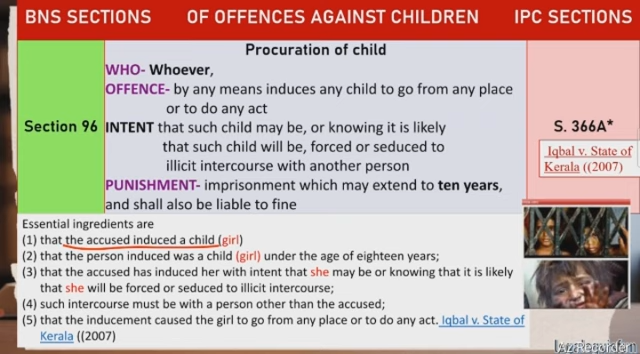 BNS SECTIONS OF OFFENCES AGAINST CHILDREN IPC SECTIONS
Procuration of child
WHO- Whoever,
OFFENCE- by any means induces any child to go from any place
or to do any act
Section 96
INTENT that such child may be, or knowing it is likely
that such child will be, forced or seduced to
illicit intercourse with another person
PUNISHMENT- imprisonment which may extend to ten years,
and shall also be liable to fine
S. 366A*
Iqbal v. State of
Kerala ((2007)
Essential ingredients are
(1) that the accused induced a child (girl)
(2) that the person induced was a child (girl) under the age of eighteen years;
(3) that the accused has induced her with intent that she may be or knowing that it is likely
that she will be forced or seduced to illicit intercourse;
(4) such intercourse must be with a person other than the accused;
(5) that the inducement caused the girl to go from any place or to do any act. Iqbal v. State of
Kerala ((2007)
AZ Recorder